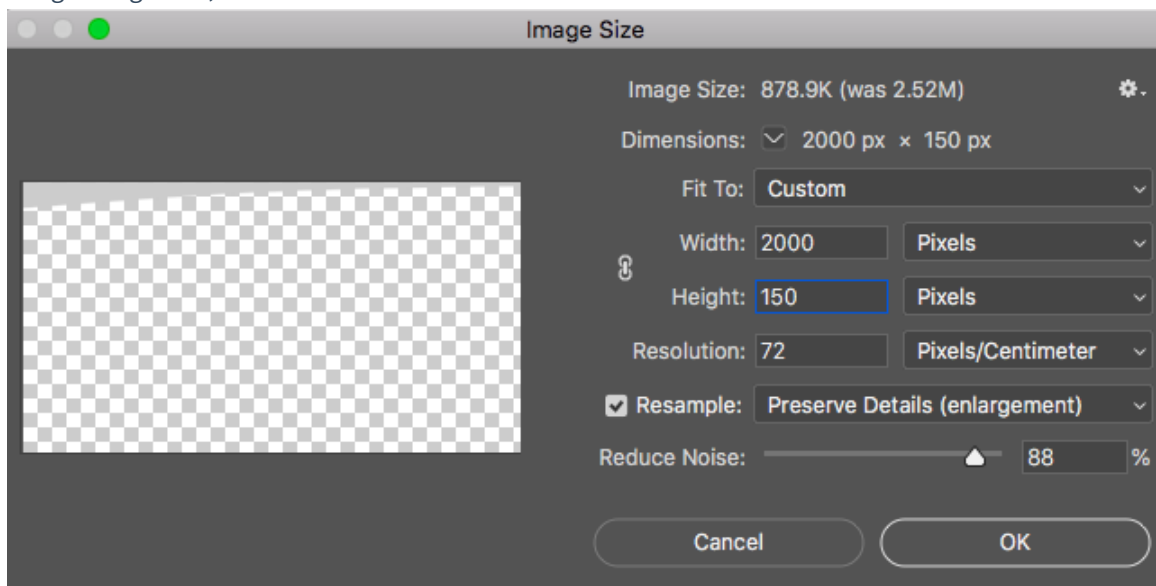 Image Size
Image Size: 878.9K (was 2.52M)
Dimensions: 2000 px × 150 px
Fit To: Custom
Width: 2000 Pixels
Height: 150 Pixels
Resolution: 72 Pixels/Centimeter
Resample: Preserve Details (enlargement)
Reduce Noise: 88 %
Cancel OK